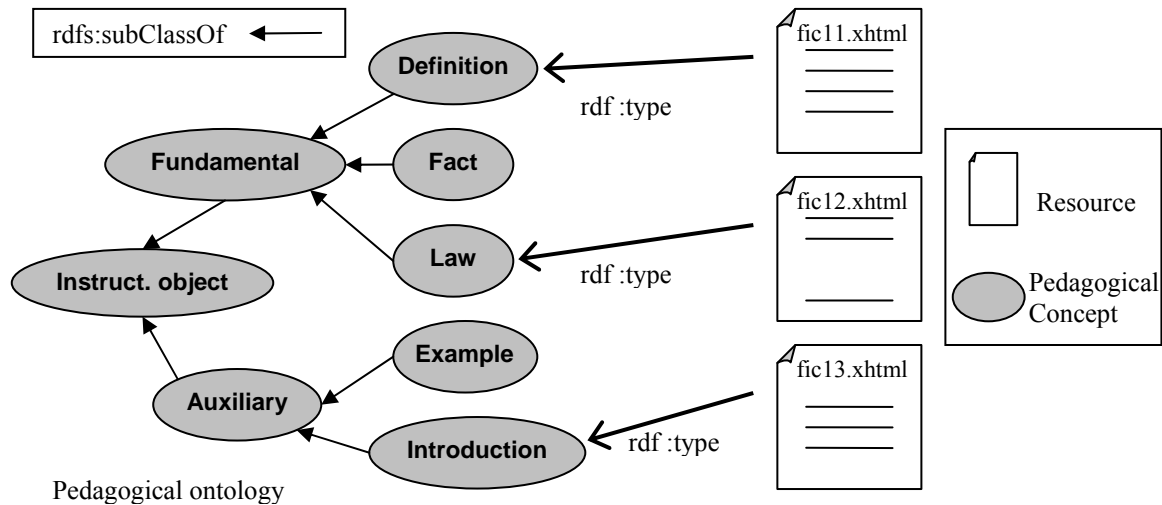 rdfs:subClassOf
Definition
rdf :type
fic11.xhtml
Fundamental
Fact
fic12.xhtml
Resource
Law
rdf :type
Instruct. object
Pedagogical
Concept
Example
fic13.xhtml
Auxiliary
Introduction
rdf :type
Pedagogical ontology